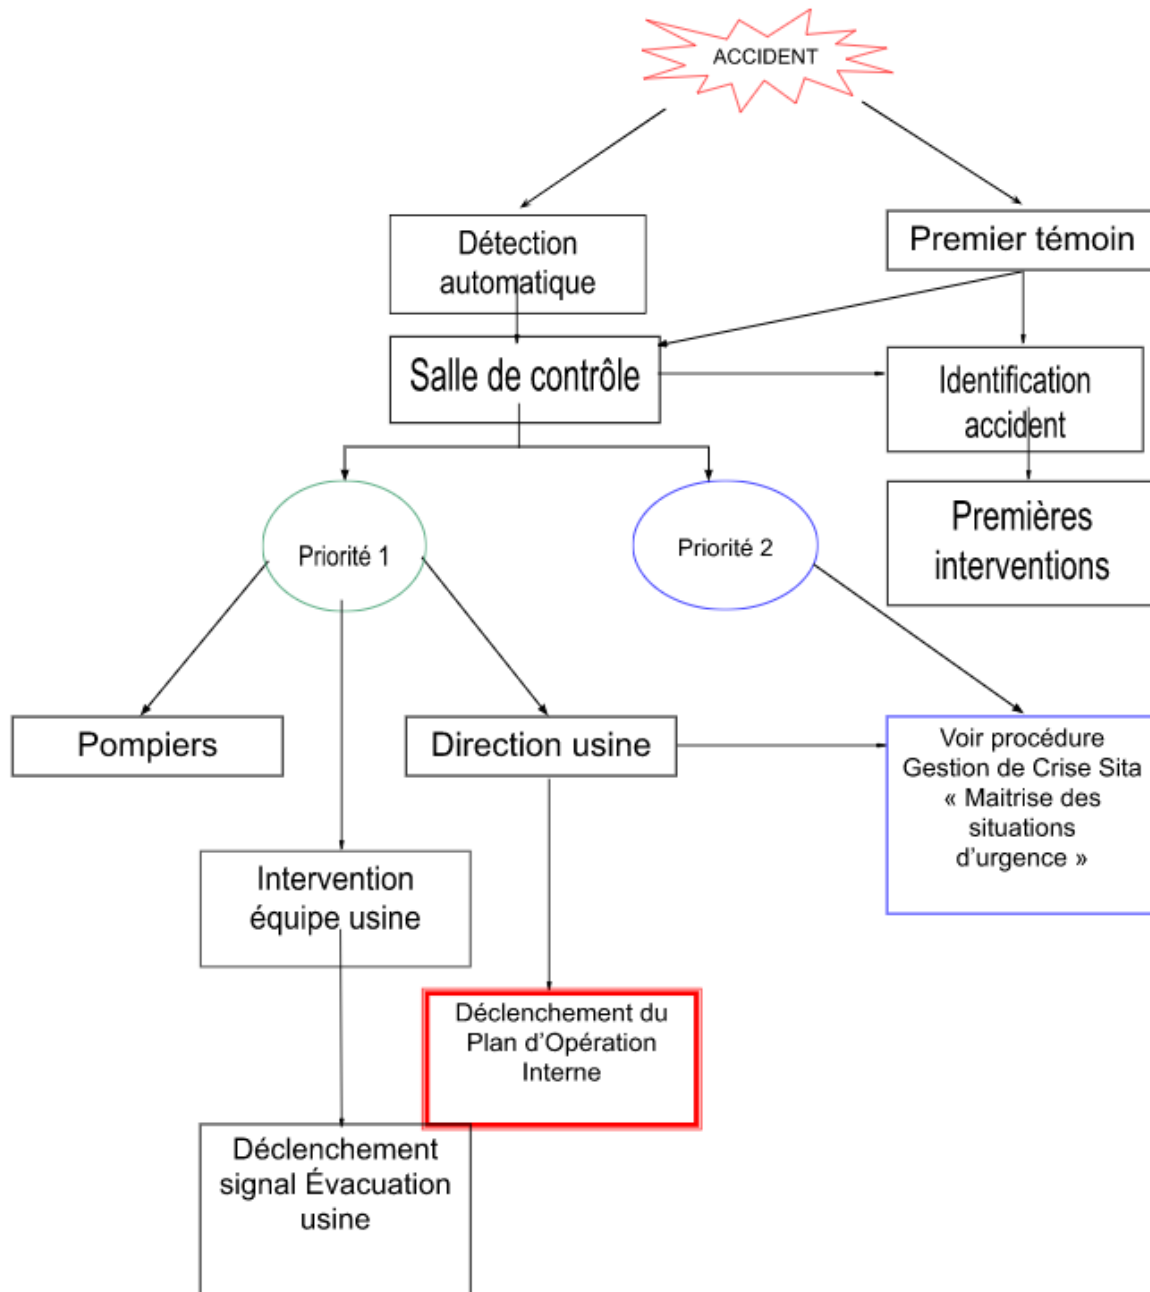 ACCIDENT
Détection
automatique
Premier témoin
Salle de contrôle
Identification
accident
Premières
interventions
Priorité 1
Priorité 2
Pompiers
Direction usine
Voir procédure
Gestion de Crise Sita
« Maitrise des
situations
d’urgence »
Intervention
équipe usine
Déclenchement du
Plan d’Opération
Interne
Déclenchement
signal Évacuation
usine